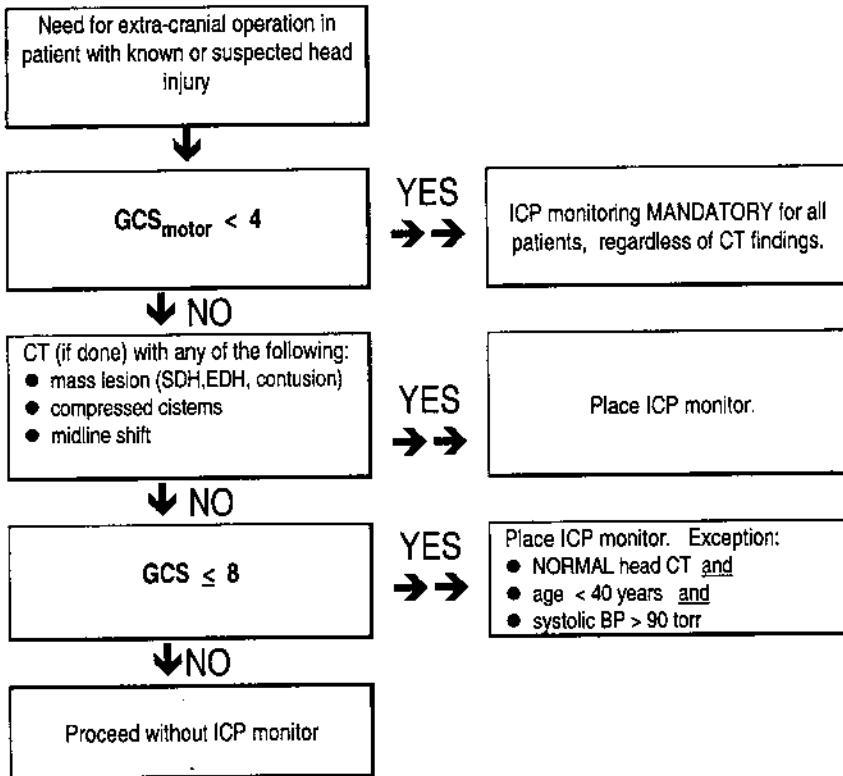 Need for extra-cranial operation in
patient with known or suspected head
injury
GCSmotor < 4
YES
ICP monitoring MANDATORY for all
patients, regardless of CT findings.
NO
CT (if done) with any of the following:
● mass lesion (SDH,EDH, contusion)
● compressed cisterns
● midline shift
YES
Place ICP monitor.
NO
GCS ≤ 8
YES
Place ICP monitor. Exception:
● NORMAL head CT and
● age < 40 years and
● systolic BP > 90 torr
NO
Proceed without ICP monitor